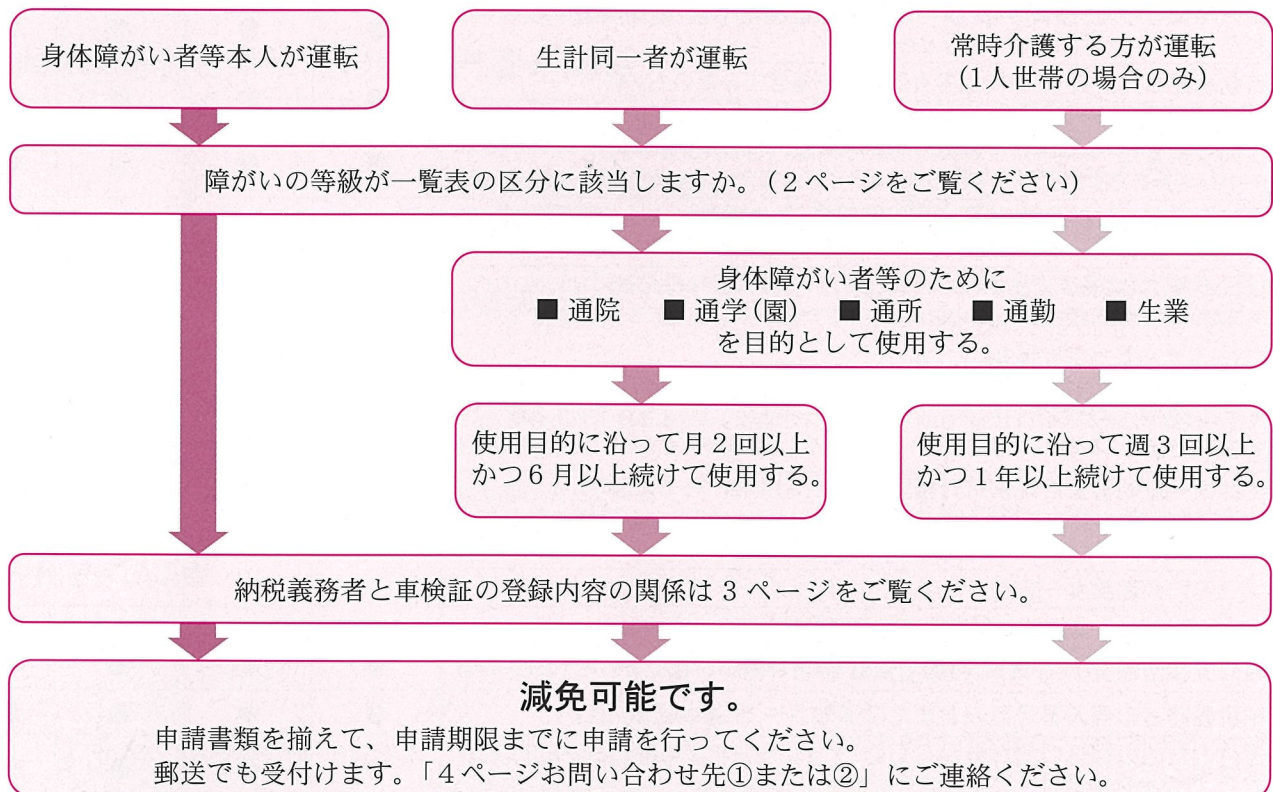 身体障がい者等本人が運転
生計同一者が運転
常時介護する方が運転
(1人世帯の場合のみ)
障がいの等級が一覧表の区分に該当しますか。(2ページをご覧ください)
身体障がい者等のために
■ 通院 ■ 通学(園) ■ 通所 ■ 通勤 ■ 生業
を目的として使用する。
使用目的に沿って月2回以上
かつ6月以上続けて使用する。
使用目的に沿って週3回以上
かつ1年以上続けて使用する。
納税義務者と車検証の登録内容の関係は 3 ページをご覧ください。
減免可能です。
申請書類を揃えて、申請期限までに申請を行ってください。
郵送でも受付けます。「4ページお問い合わせ先①または②」にご連絡ください。